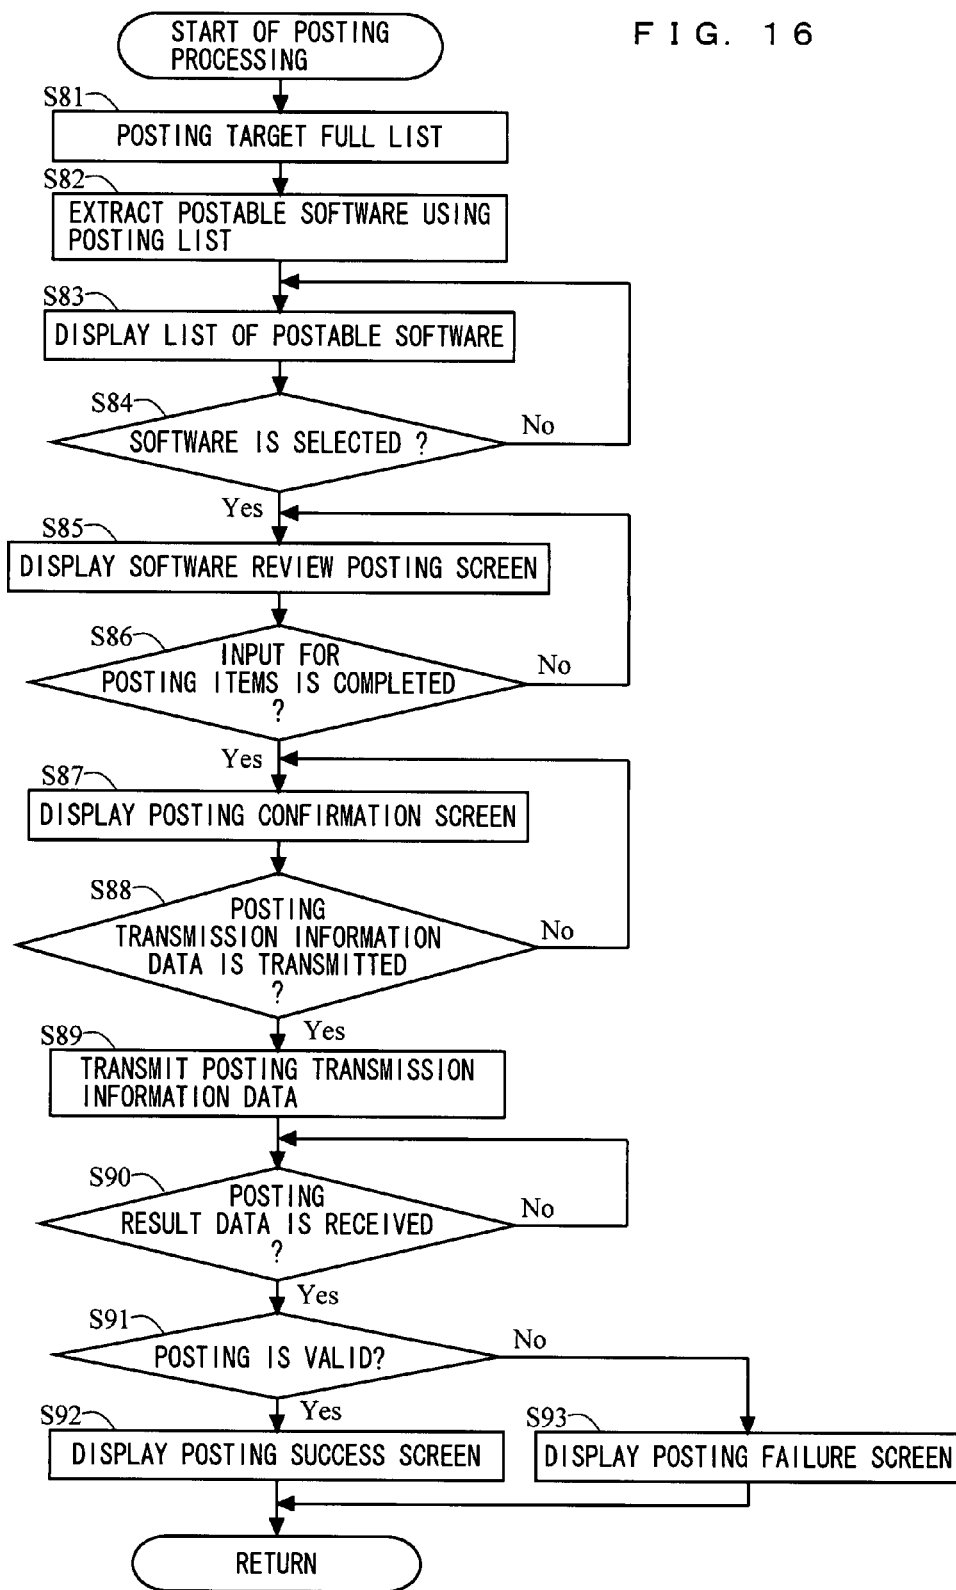 START OF POSTING
PROCESSING
FIG. 16
S81
POSTING TARGET FULL LIST
S82
EXTRACT POSTABLE SOFTWARE USING
POSTING LIST
S83
DISPLAY LIST OF POSTABLE SOFTWARE
S84
SOFTWARE IS SELECTED ?
No
Yes
S85
DISPLAY SOFTWARE REVIEW POSTING SCREEN
S86
INPUT FOR
POSTING ITEMS IS COMPLETED
?
No
Yes
S87
DISPLAY POSTING CONFIRMATION SCREEN
S88
POSTING
TRANSMISSION INFORMATION
DATA IS TRANSMITTED
?
No
Yes
S89
TRANSMIT POSTING TRANSMISSION
INFORMATION DATA
S90
POSTING
RESULT DATA IS RECEIVED
?
No
Yes
S91
POSTING IS VALID?
No
Yes
S92
DISPLAY POSTING SUCCESS SCREEN
S93
DISPLAY POSTING FAILURE SCREEN
RETURN